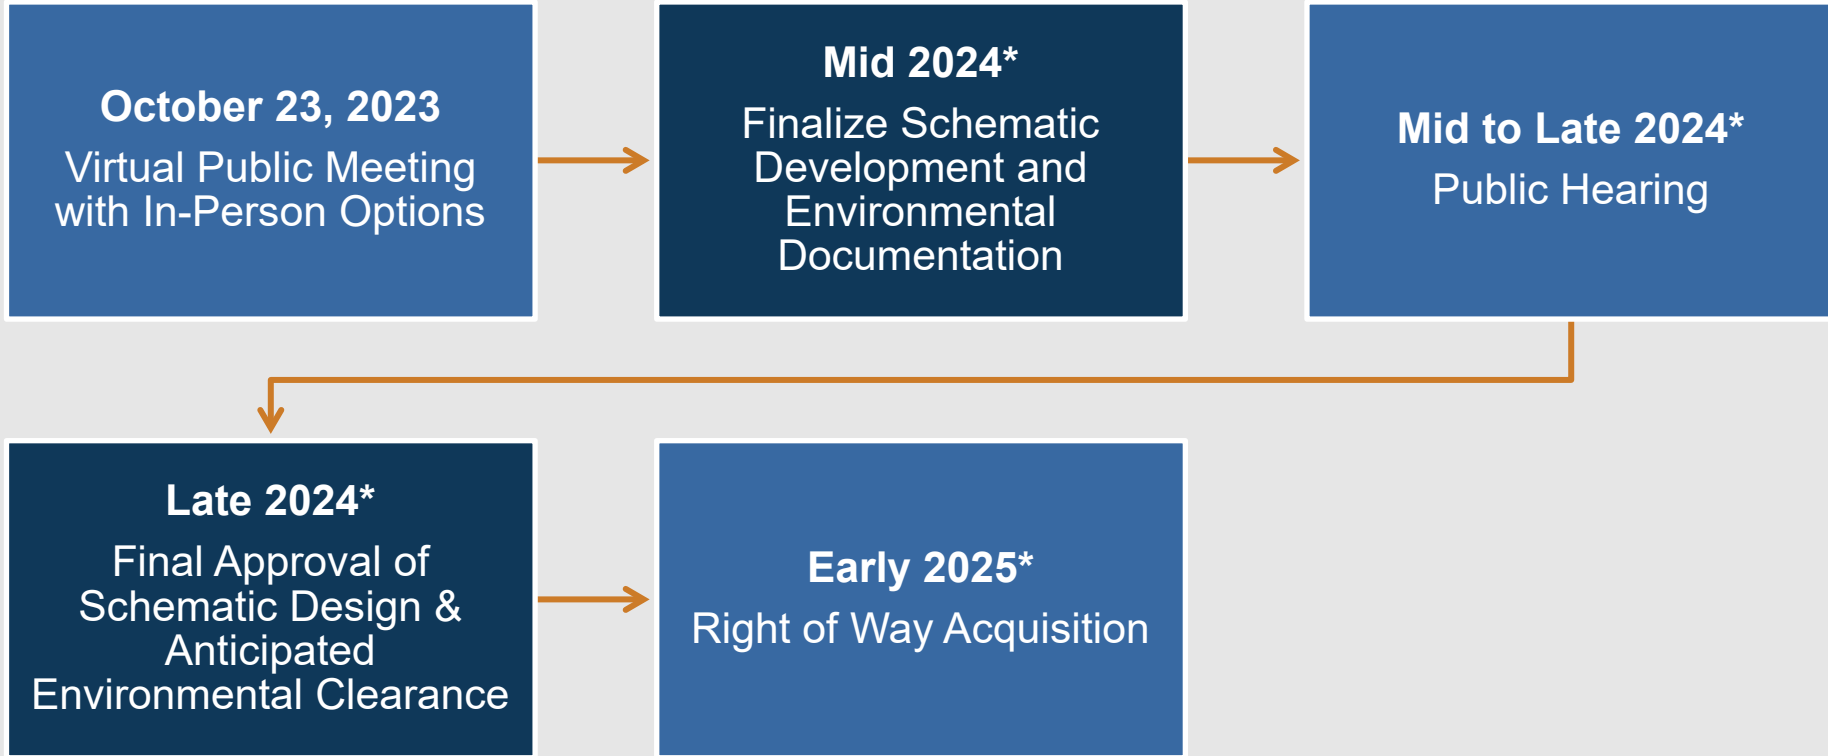 October 23, 2023
Virtual Public Meeting
with In-Person Options
Mid 2024*
Finalize Schematic
Development and
Environmental
Documentation
Mid to Late 2024*
Public Hearing
Late 2024*
Final Approval of
Schematic Design &
Anticipated
Environmental Clearance
Early 2025*
Right of Way Acquisition